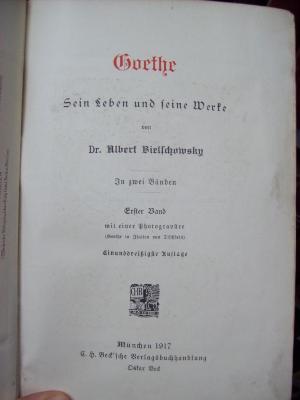 Goethe
Sein Leben und seine Werke
von
Dr. Albert Bielschowsky
In zwei Bänden
Erster Band
mit einer Photogravüre
(Goethe in Italien von Tischbein)
Einunddreißigste Auflage
CHB
München 1917
C. H. Beck'sche Verlagsbuchhandlung
Oskar Beck